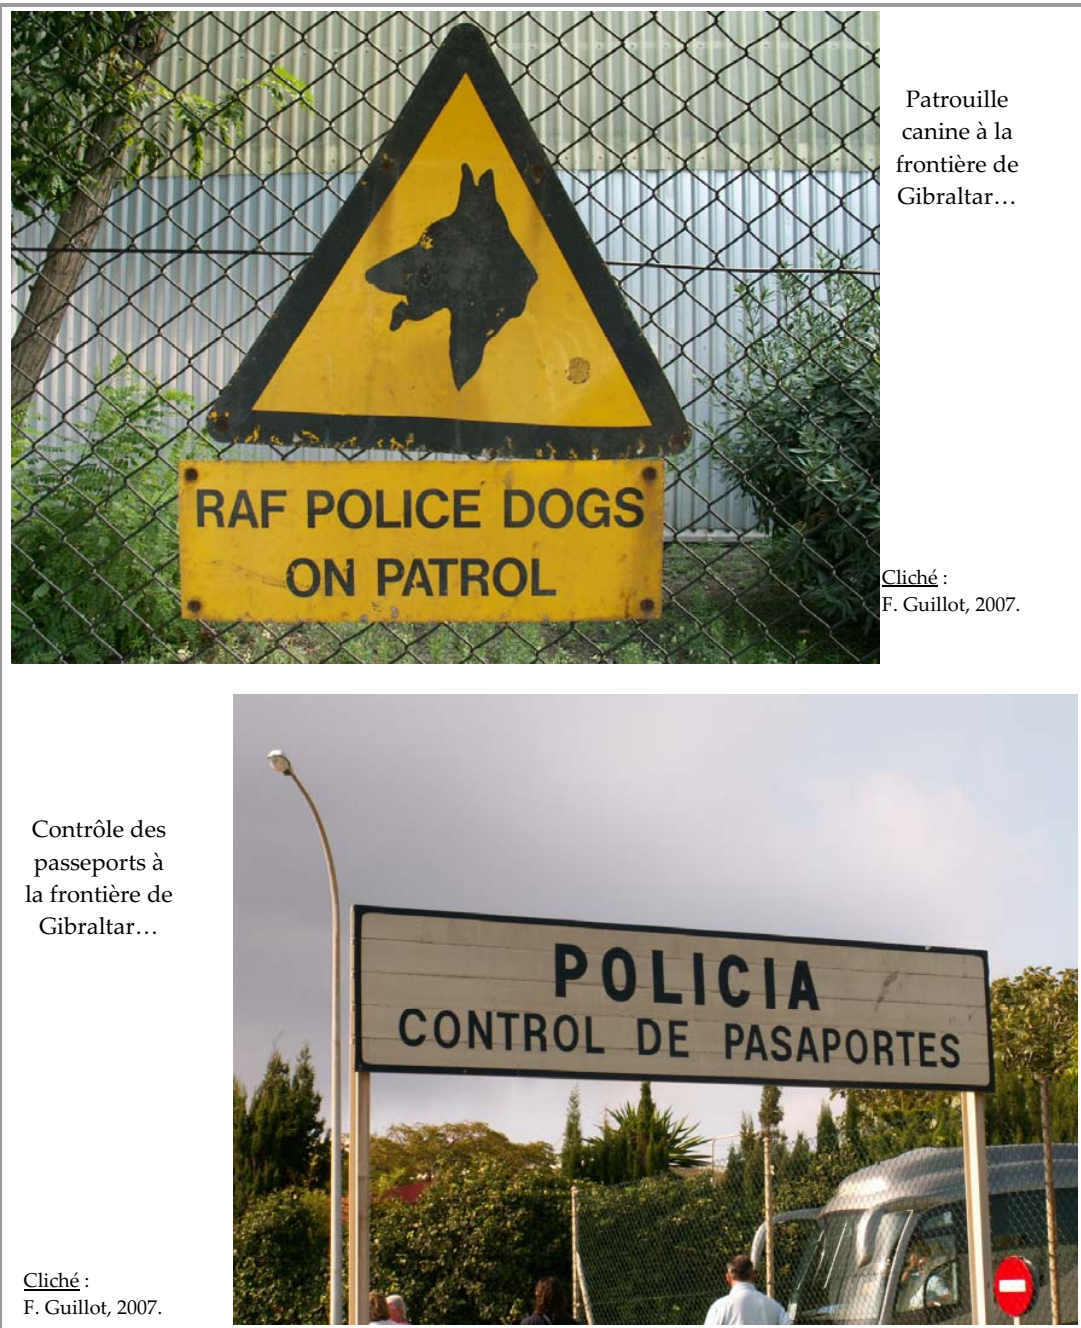 Patrouille
canine à la
frontière de
Gibraltar…
RAF POLICE DOGS
ON PATROL
Cliché :
F. Guillot, 2007.
Contrôle des
passeports à
la frontière de
Gibraltar…
POLICIA
CONTROL DE PASAPORTES
Cliché :
F. Guillot, 2007.